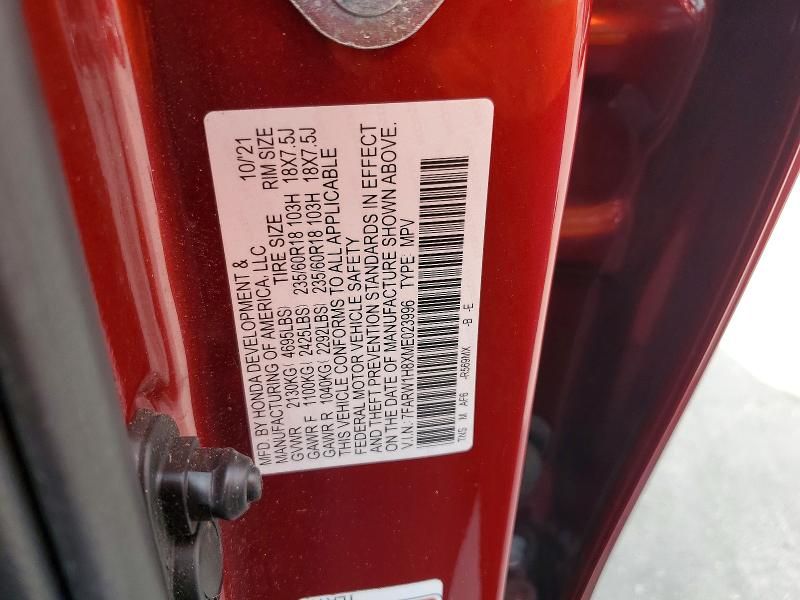 MFD. BY HONDA DEVELOPMENT & 10/'21
MANUFACTURING OF AMERICA, LLC
TIRE SIZE RIM SIZE
GVWR 2130KG( 4695LBS)
GAWR F 1100KG( 2425LBS) 235/60R18 103H 18X7.5J
GAWR R 1040KG( 2292LBS) 235/60R18 103H 18X7.5J
THIS VEHICLE CONFORMS TO ALL APPLICABLE
FEDERAL MOTOR VEHICLE SAFETY
AND THEFT PREVENTION STANDARDS IN EFFECT
ON THE DATE OF MANUFACTURE SHOWN ABOVE.
V.I.N.: 7FARW1H8XME023996 TYPE: MPV
M AF6 -R569MX -B -E